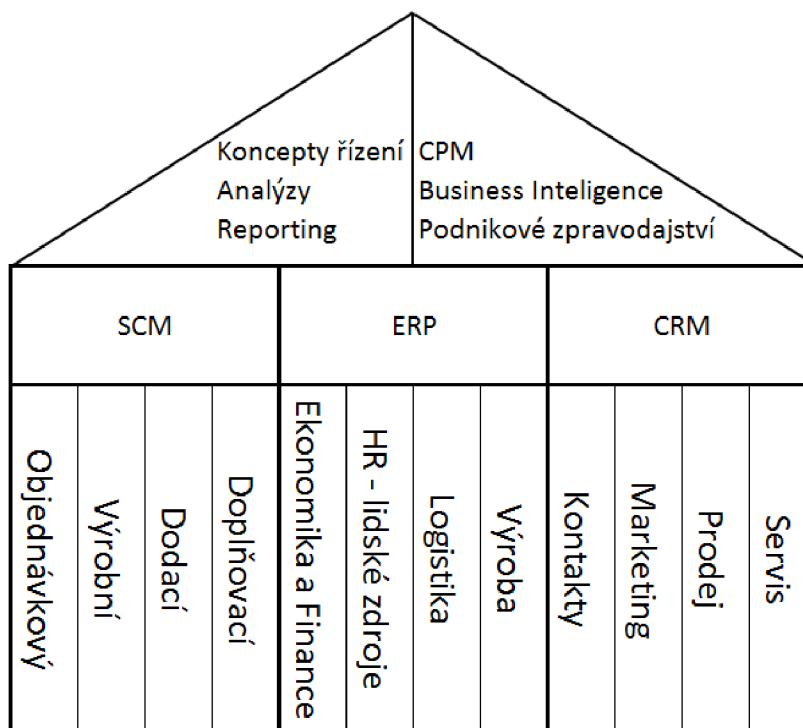 Koncepty řízení
Analýzy
Reporting
CPM
Business Inteligence
Podnikové zpravodajství
SCM
ERP
CRM
Objednávkový
Výrobní
Dodací
Doplňovací
Ekonomika a Finance
HR - lidské zdroje
Logistika
Výroba
Kontakty
Marketing
Prodej
Servis